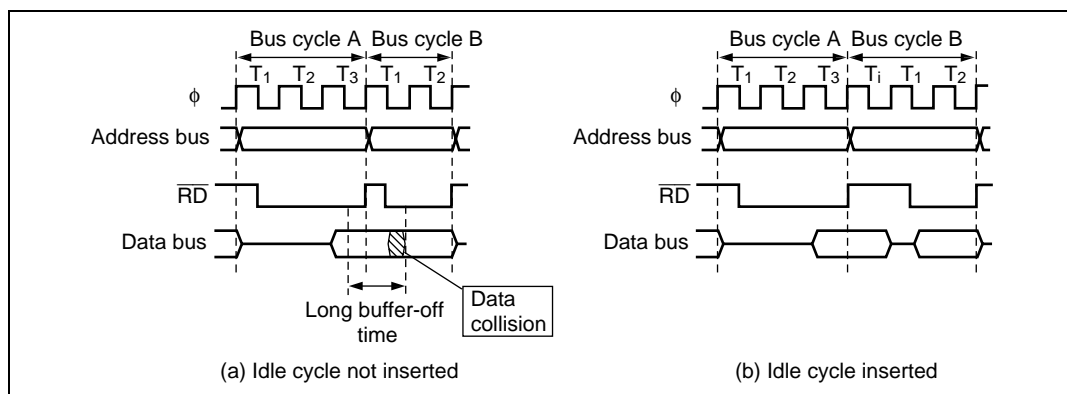 Bus cycle A Bus cycle B
T1 T2 T3 T1 T2
ϕ
Address bus
RD
Data bus
Long buffer-off
time
Data
collision
(a) Idle cycle not inserted
Bus cycle A Bus cycle B
T1 T2 T3 Ti T1 T2
ϕ
Address bus
RD
Data bus
(b) Idle cycle inserted